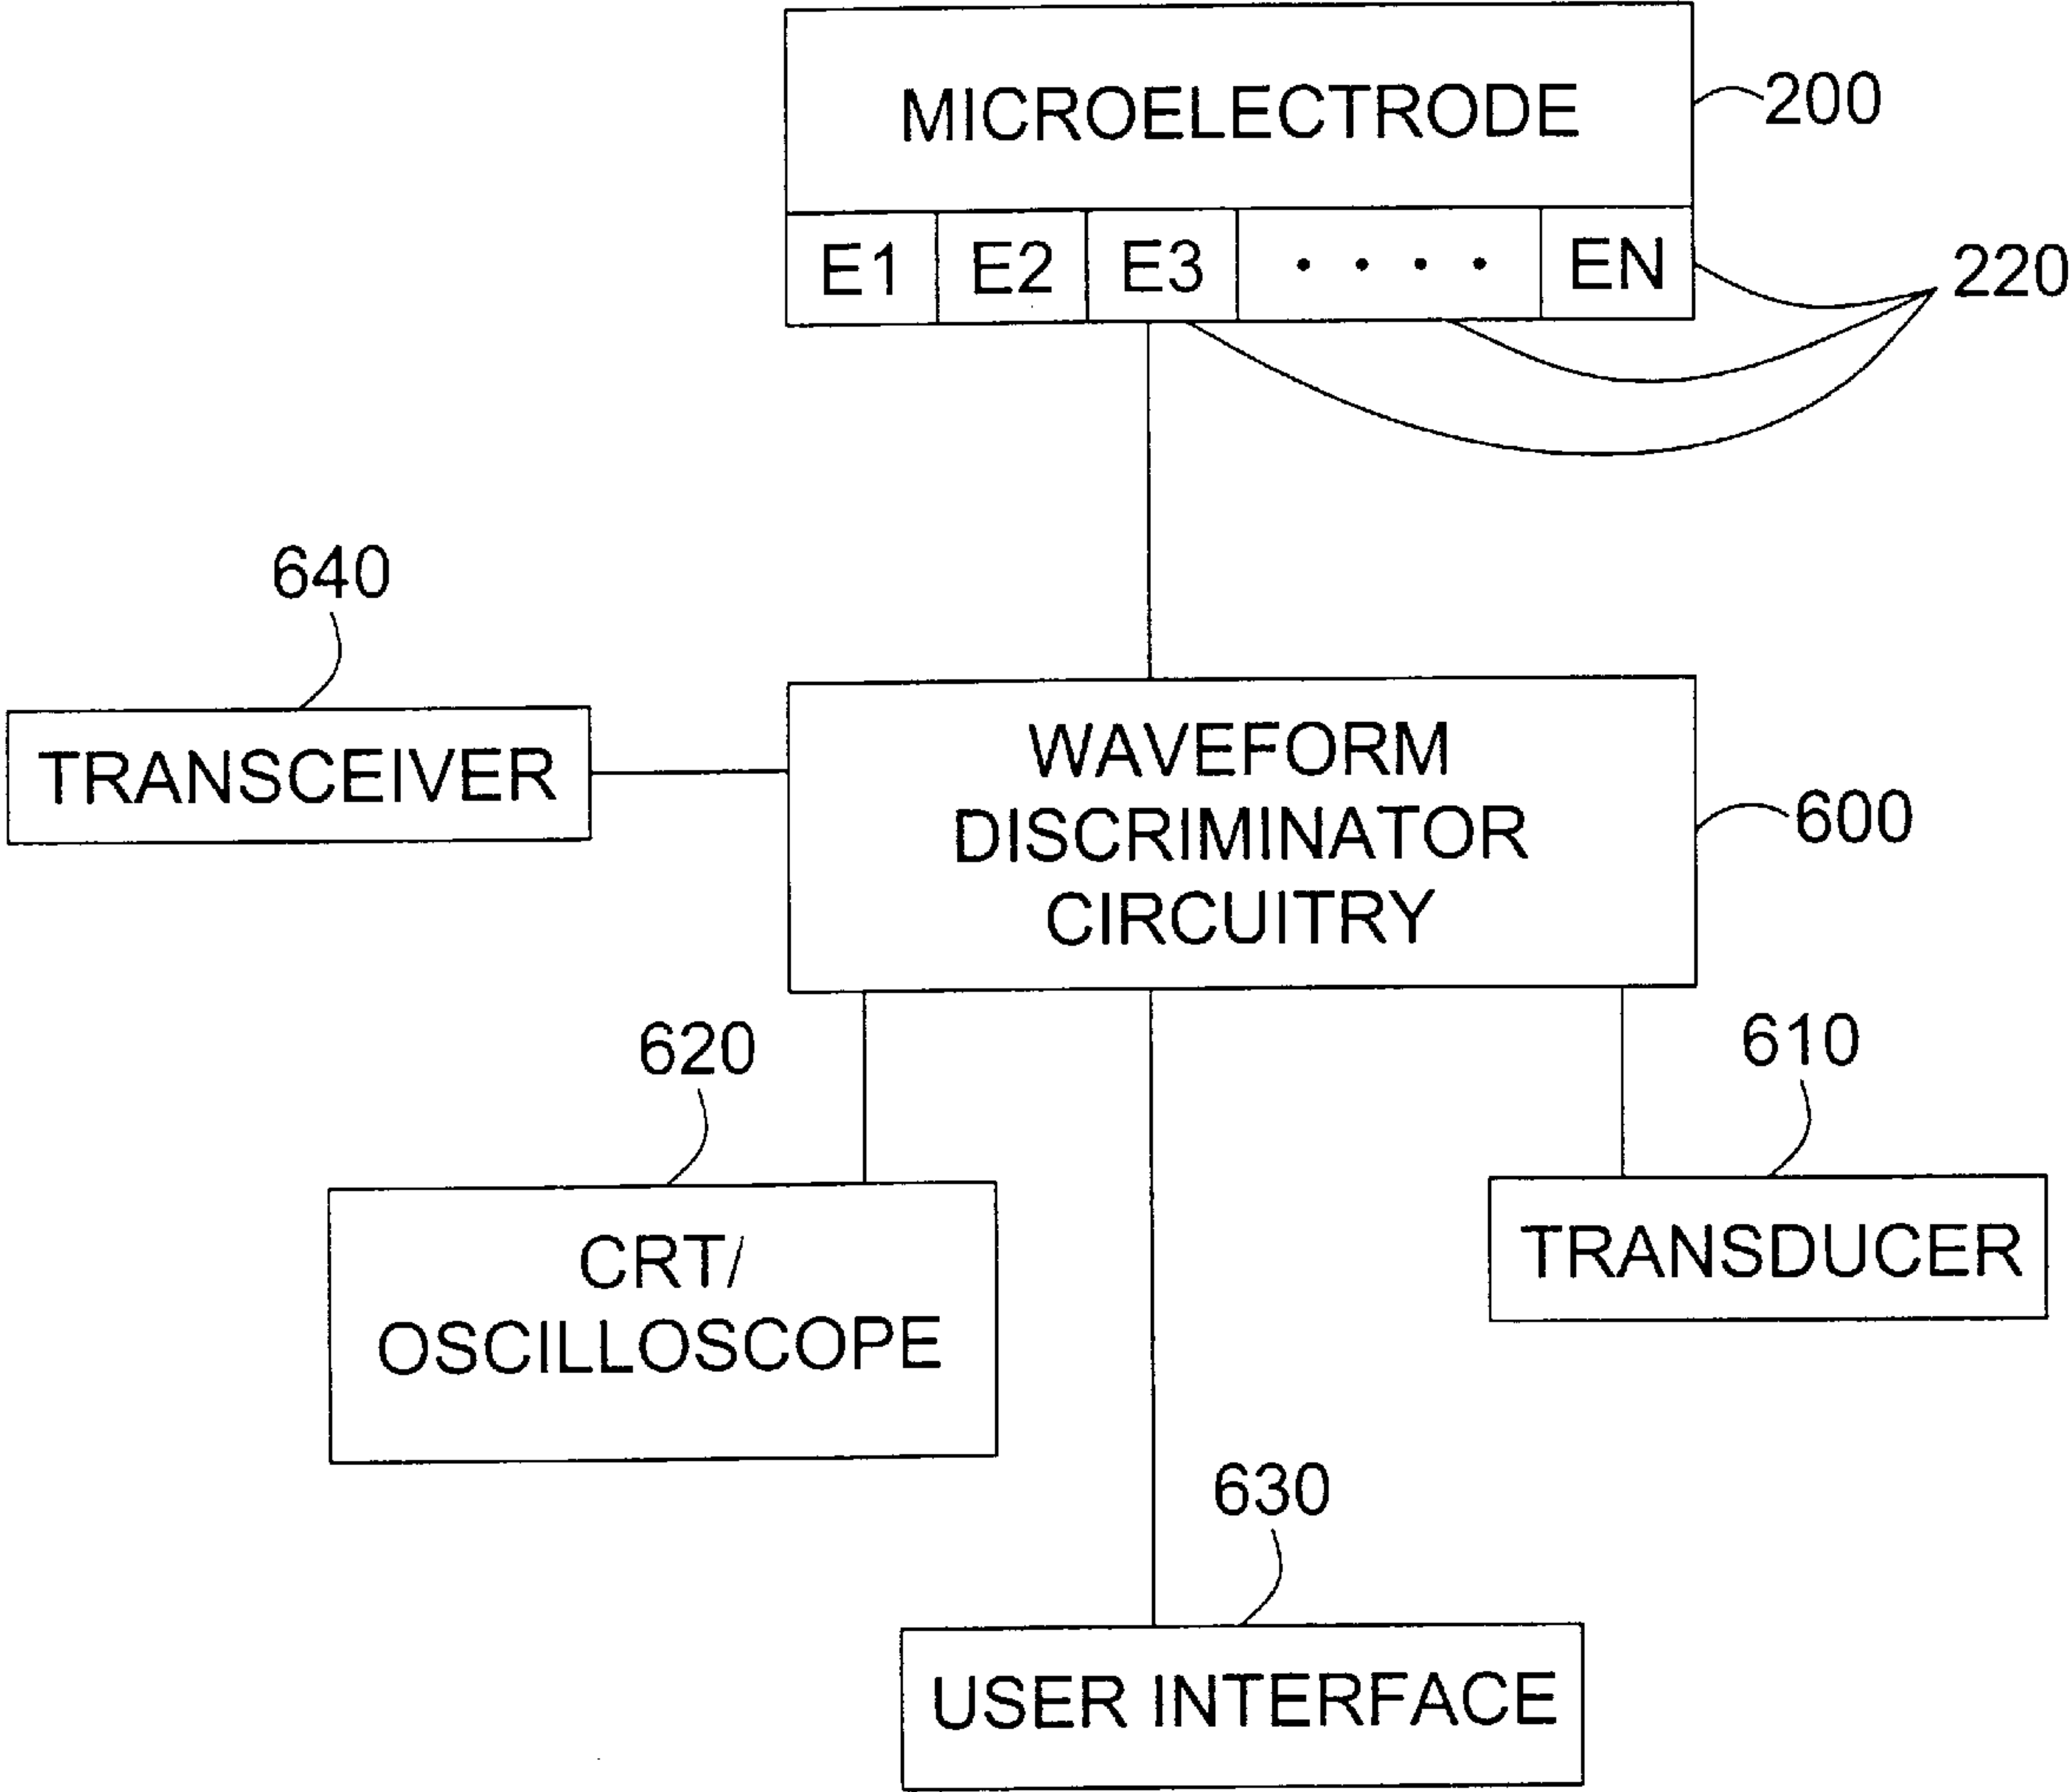 MICROELECTRODE
200
E1 E2 E3 • • • • EN
220
640
TRANSCEIVER
WAVEFORM
DISCRIMINATOR
CIRCUITRY
600
620
610
CRT/
OSCILLOSCOPE
TRANSDUCER
630
USER INTERFACE